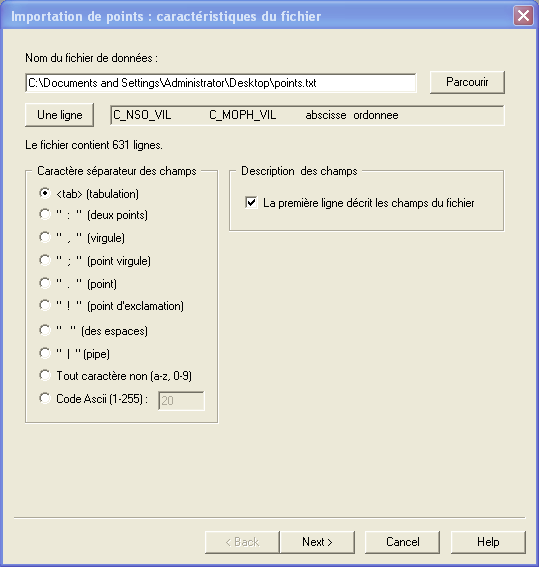 Importation de points : caractéristiques du fichier
Nom du fichier de données :
C:\Documents and Settings\Administrator\Desktop\points.txt
Parcourir
Une ligne
C_NSO_VIL C_MOPH_VIL abscisse ordonnee
Le fichier contient 631 lignes.
Caractère séparateur des champs
<tab> (tabulation)
" : " (deux points)
" , " (virgule)
" ; " (point virgule)
" . " (point)
" ! " (point d'exclamation)
" " (des espaces)
" | " (pipe)
Tout caractère non (a-z, 0-9)
Code Ascii (1-255) : 20
Description des champs
La première ligne décrit les champs du fichier
< Back
Next >
Cancel
Help